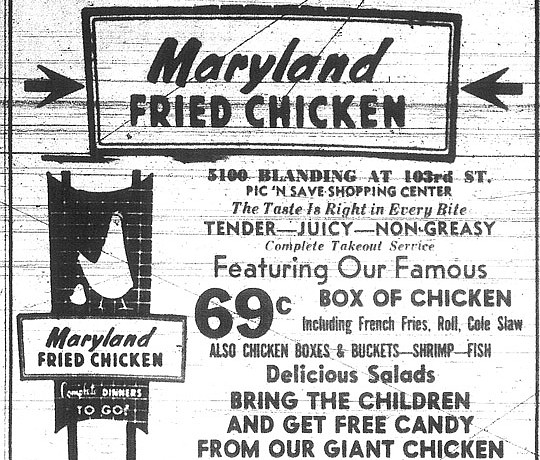 Maryland
FRIED CHICKEN
5100 BLANDING AT 103rd ST.
PIC 'N SAVE SHOPPING CENTER
The Taste Is Right in Every Bite
TENDER—JUICY—NON-GREASY
Complete Takeout Service
Featuring Our Famous
69c BOX OF CHICKEN
Including French Fries, Roll, Cole Slaw
ALSO CHICKEN BOXES & BUCKETS—SHRIMP—FISH
Delicious Salads
BRING THE CHILDREN
AND GET FREE CANDY
FROM OUR GIANT CHICKEN
Maryland
FRIED CHICKEN
Complete DINNERS
TO GO!